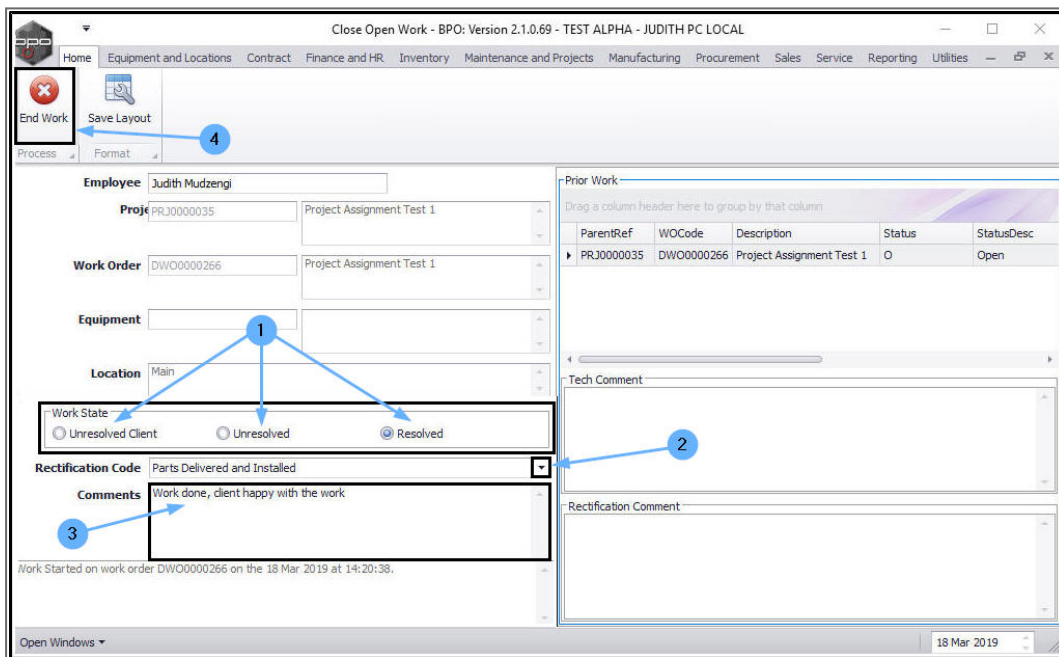 Close Open Work - BPO: Version 2.1.0.69 - TEST ALPHA - JUDITH PC LOCAL
BPO
Home Equipment and Locations Contract Finance and HR Inventory Maintenance and Projects Manufacturing Procurement Sales Service Reporting Utilities
End Work Save Layout
4
Process Format
Employee Judith Mudzengi
Proje PRJ0000035 Project Assignment Test 1
Work Order DWO0000266 Project Assignment Test 1
Equipment
1
Location Main
Work State
Unresolved Client Unresolved Resolved
2
Rectification Code Parts Delivered and Installed
Comments Work done, client happy with the work
3
Work Started on work order DWO0000266 on the 18 Mar 2019 at 14:20:38.
Prior Work
Drag a column header here to group by that column
ParentRef WOCode Description Status StatusDesc
PRJ0000035 DWO0000266 Project Assignment Test 1 O Open
Tech Comment
Rectification Comment
Open Windows 18 Mar 2019